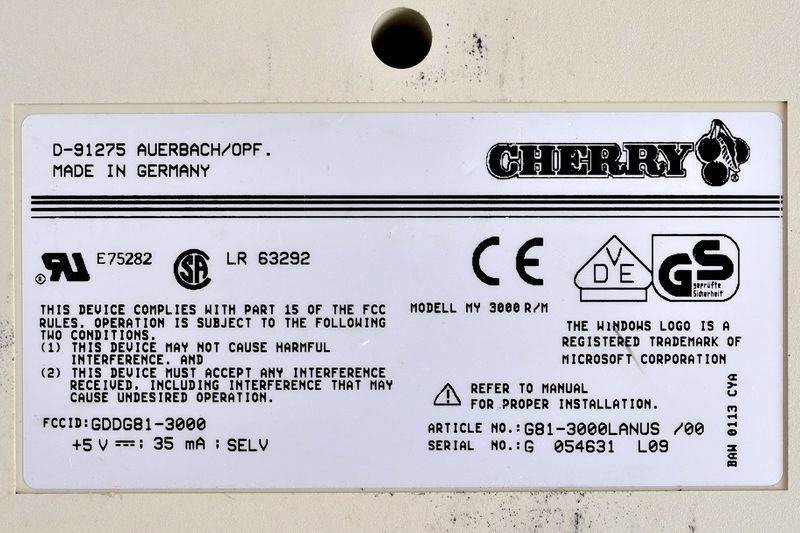 D-91275 AUERBACH/OPF.
MADE IN GERMANY
CHERRY
®
® RU E75282 SA LR 63292
CE
VDE
GS
geprüfte
Sicherheit
MODELL MY 3000 R/M
THIS DEVICE COMPLIES WITH PART 15 OF THE FCC
RULES. OPERATION IS SUBJECT TO THE FOLLOWING
TWO CONDITIONS.
(1) THIS DEVICE MAY NOT CAUSE HARMFUL
INTERFERENCE, AND
(2) THIS DEVICE MUST ACCEPT ANY INTERFERENCE
RECEIVED, INCLUDING INTERFERENCE THAT MAY
CAUSE UNDESIRED OPERATION.
FCCID:GDDG81-3000
+5 V ⎓; 35 mA ; SELV
THE WINDOWS LOGO IS A
REGISTERED TRADEMARK OF
MICROSOFT CORPORATION
REFER TO MANUAL
FOR PROPER INSTALLATION.
ARTICLE NO.:G81-3000LANUS /00
SERIAL NO.:G 054631 L09
BAW 0113 CYA